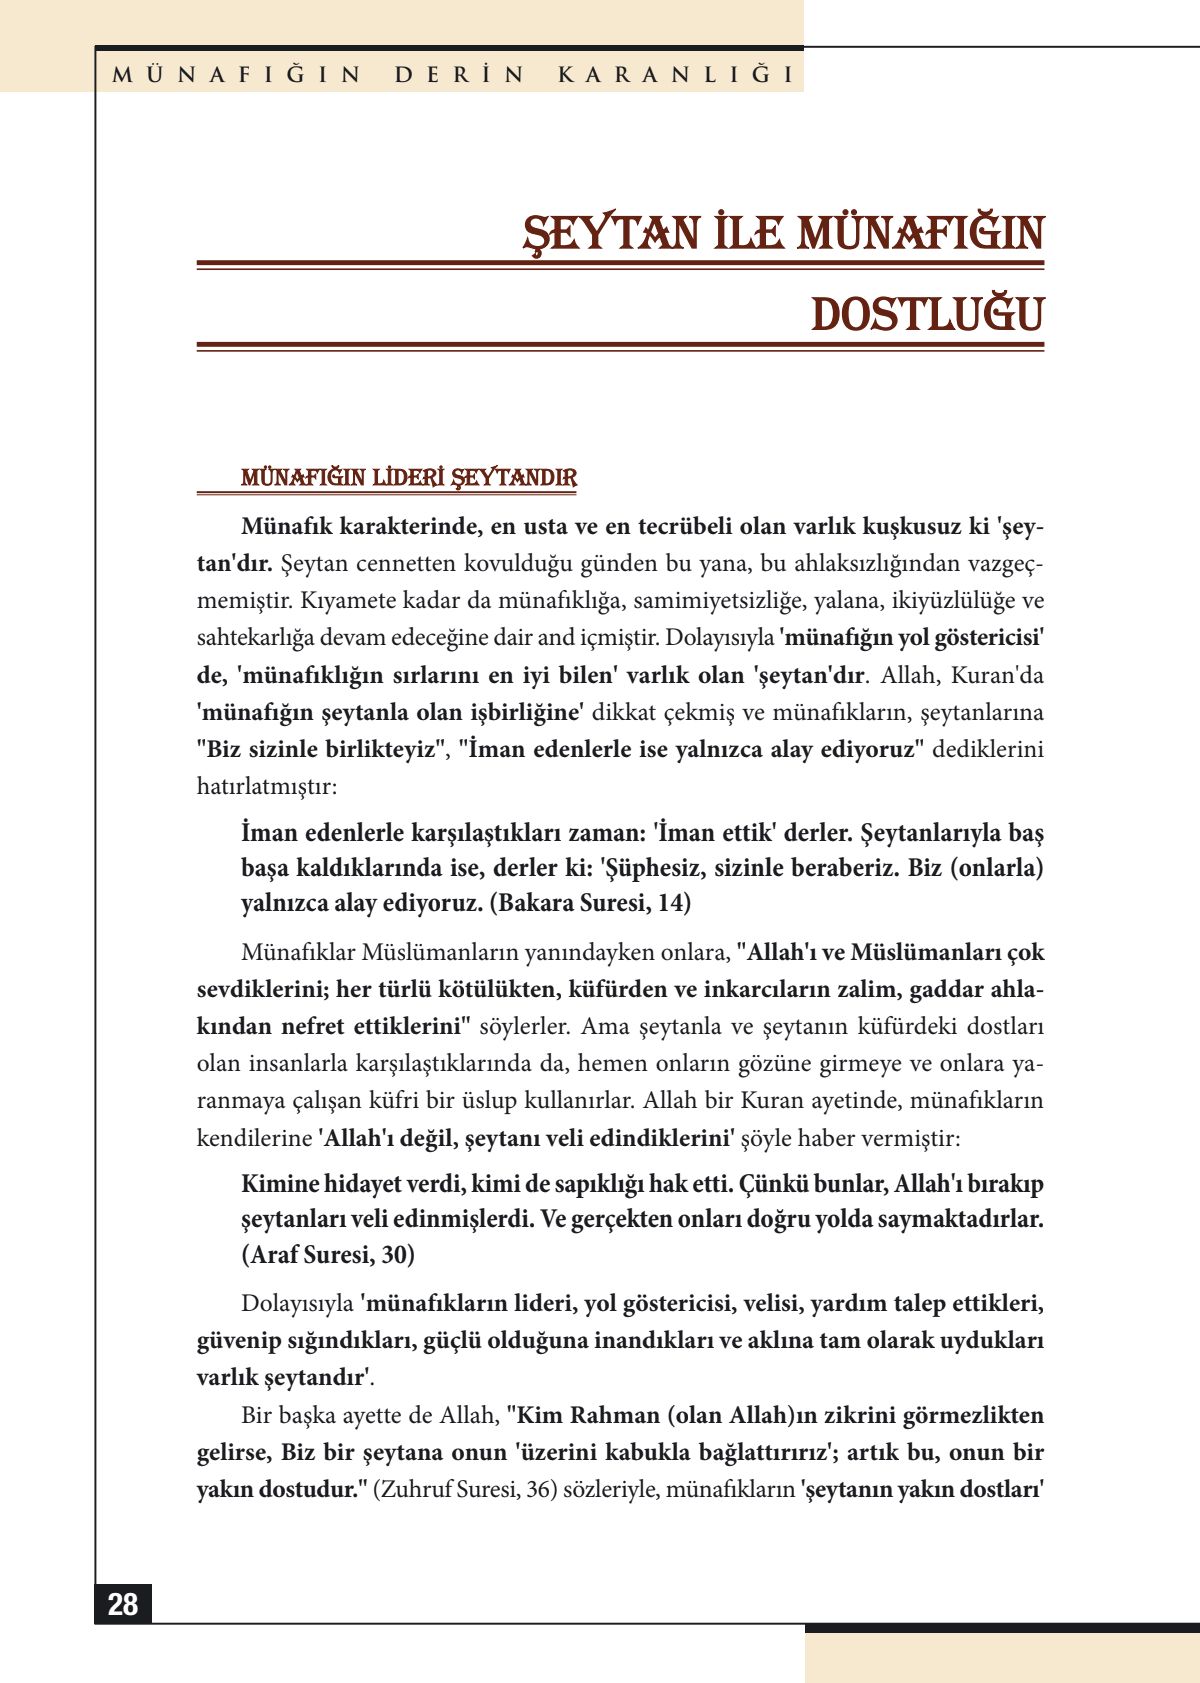 MÜNAFIĞIN DERİN KARANLIĞI
ŞEYTAN İLE MÜNAFIĞIN
DOSTLUĞU
MÜNAFIĞIN LİDERİ ŞEYTANDIR
Münafık karakterinde, en usta ve en tecrübeli olan varlık kuşkusuz ki 'şey-
tan'dır. Şeytan cennetten kovulduğu günden bu yana, bu ahlaksızlığından vazgeç-
memiştir. Kıyamete kadar da münafıklığa, samimiyetsizliğe, yalana, ikiyüzlülüğe ve
sahtekarlığa devam edeceğine dair and içmiştir. Dolayısıyla 'münafığın yol göstericisi'
de, 'münafıklığın sırlarını en iyi bilen' varlık olan 'şeytan'dır. Allah, Kuran'da
'münafığın şeytanla olan işbirliğine' dikkat çekmiş ve münafıkların, şeytanlarına
"Biz sizinle birlikteyiz", "İman edenlerle ise yalnızca alay ediyoruz" dediklerini
hatırlatmıştır:
İman edenlerle karşılaştıkları zaman: 'İman ettik' derler. Şeytanlarıyla baş
başa kaldıklarında ise, derler ki: 'Şüphesiz, sizinle beraberiz. Biz (onlarla)
yalnızca alay ediyoruz. (Bakara Suresi, 14)
Münafıklar Müslümanların yanındayken onlara, "Allah'ı ve Müslümanları çok
sevdiklerini; her türlü kötülükten, küfürden ve inkarcıların zalim, gaddar ahla-
kından nefret ettiklerini" söylerler. Ama şeytanla ve şeytanın küfürdeki dostları
olan insanlarla karşılaştıklarında da, hemen onların gözüne girmeye ve onlara ya-
ranmaya çalışan küfri bir üslup kullanırlar. Allah bir Kuran ayetinde, münafıkların
kendilerine 'Allah'ı değil, şeytanı veli edindiklerini' şöyle haber vermiştir:
Kimine hidayet verdi, kimi de sapıklığı hak etti. Çünkü bunlar, Allah'ı bırakıp
şeytanları veli edinmişlerdi. Ve gerçekten onları doğru yolda saymaktadırlar.
(Araf Suresi, 30)
Dolayısıyla 'münafıkların lideri, yol göstericisi, velisi, yardım talep ettikleri,
güvenip sığındıkları, güçlü olduğuna inandıkları ve aklına tam olarak uydukları
varlık şeytandır'.
Bir başka ayette de Allah, "Kim Rahman (olan Allah)ın zikrini görmezlikten
gelirse, Biz bir şeytana onun 'üzerini kabukla bağlattırırız'; artık bu, onun bir
yakın dostudur." (Zuhruf Suresi, 36) sözleriyle, münafıkların 'şeytanın yakın dostları'
28